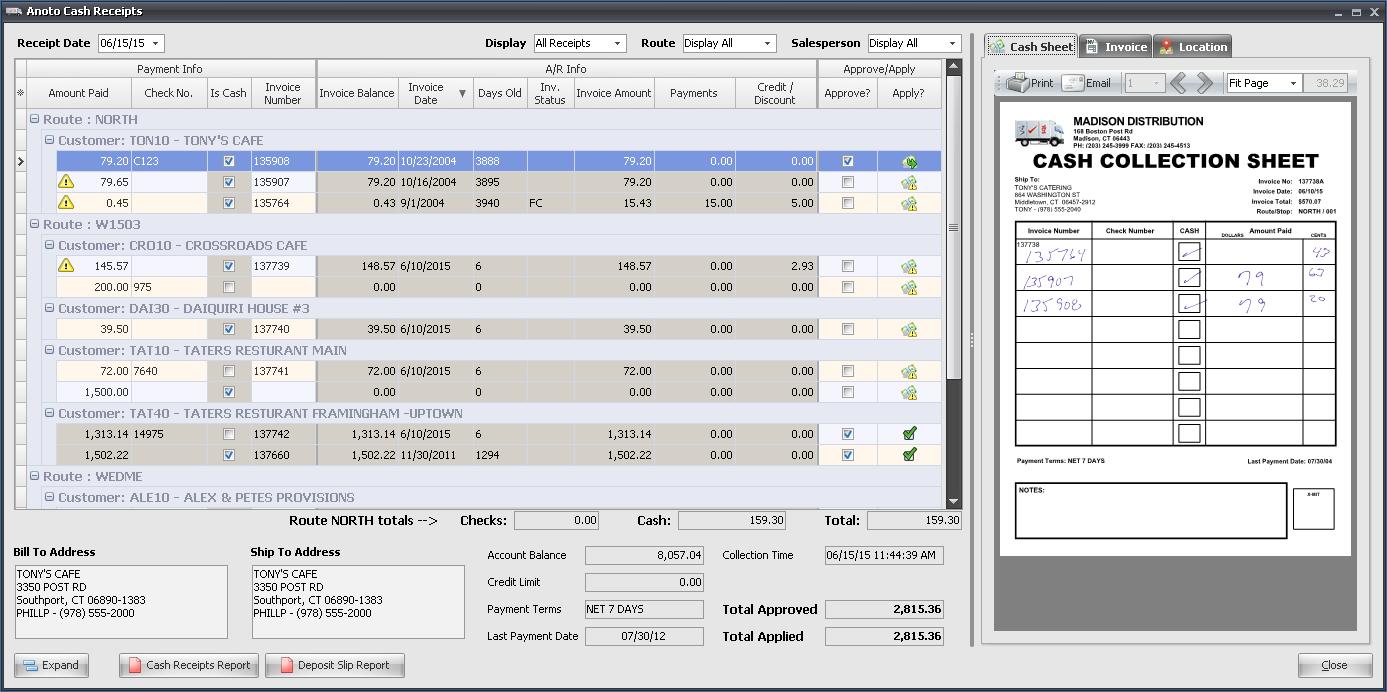 Anoto Cash Receipts
Receipt Date 06/15/15 Display All Receipts Route Display All Salesperson Display All
Payment Info A/R Info Approve/Apply
Amount Paid Check No. Is Cash Invoice Number Invoice Balance Invoice Date Days Old Inv. Status Invoice Amount Payments Credit / Discount Approve? Apply?
Route : NORTH
Customer: TON10 - TONY'S CAFE
79.20 C123 135908 79.20 10/23/2004 3888 79.20 0.00 0.00
79.65 135907 79.20 10/16/2004 3895 79.20 0.00 0.00
0.45 135764 0.43 9/1/2004 3940 FC 15.43 15.00 5.00
Route : W1503
Customer: CRO10 - CROSSROADS CAFE
145.57 137739 148.57 6/10/2015 6 148.57 0.00 2.93
200.00 975 0.00 0 0.00 0.00 0.00
Customer: DAI30 - DAIQUIRI HOUSE #3
39.50 137740 39.50 6/10/2015 6 39.50 0.00 0.00
Customer: TAT10 - TATERS RESTURANT MAIN
72.00 7640 137741 72.00 6/10/2015 6 72.00 0.00 0.00
1,500.00 0.00 0 0.00 0.00 0.00
Customer: TAT40 - TATERS RESTURANT FRAMINGHAM -UPTOWN
1,313.14 14975 137742 1,313.14 6/10/2015 6 1,313.14 0.00 0.00
1,502.22 137660 1,502.22 11/30/2011 1294 1,502.22 0.00 0.00
Route : WEDME
Customer: ALE10 - ALEX & PETES PROVISIONS
Route NORTH totals --> Checks: 0.00 Cash: 159.30 Total: 159.30
Bill To Address
TONY'S CAFE
3350 POST RD
Southport, CT 06890-1383
PHILLP - (978) 555-2000
Ship To Address
TONY'S CAFE
3350 POST RD
Southport, CT 06890-1383
PHILLP - (978) 555-2000
Account Balance 8,057.04 Collection Time 06/15/15 11:44:39 AM
Credit Limit 0.00
Payment Terms NET 7 DAYS Total Approved 2,815.36
Last Payment Date 07/30/12 Total Applied 2,815.36
Expand Cash Receipts Report Deposit Slip Report
Cash Sheet Invoice Location
Print Email 1 Fit Page 38.29
MADISON DISTRIBUTION
168 Boston Post Rd
Madison, CT 06443
PH: (203) 245-3999 FAX: (203) 245-4513
CASH COLLECTION SHEET
Ship To:
TONY'S CATERING
864 WASHINGTON ST
Middletown, CT 06457-2912
TONY - (978) 555-2040
Invoice No: 137738A
Invoice Date: 06/10/15
Invoice Total: $570.07
Route/Stop: NORTH / 001
Invoice Number Check Number CASH DOLLARS Amount Paid CENTS
137738
135764
135907 79
135908 79 20
Payment Terms: NET 7 DAYS Last Payment Date: 07/30/04
NOTES:
X-MIT
Close